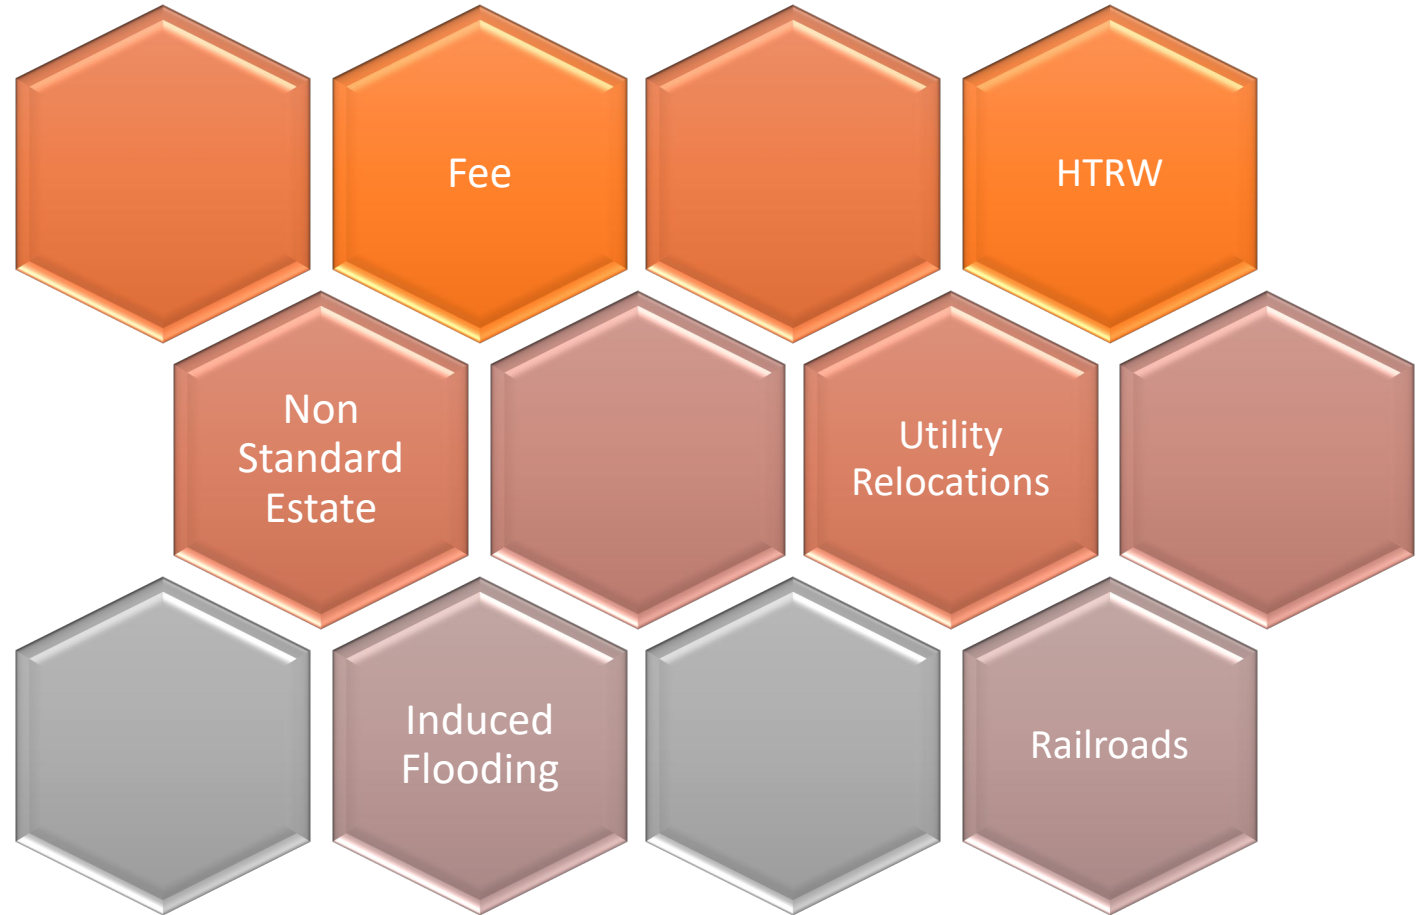 Fee
HTRW
Non
Standard
Estate
Utility
Relocations
Induced
Flooding
Railroads